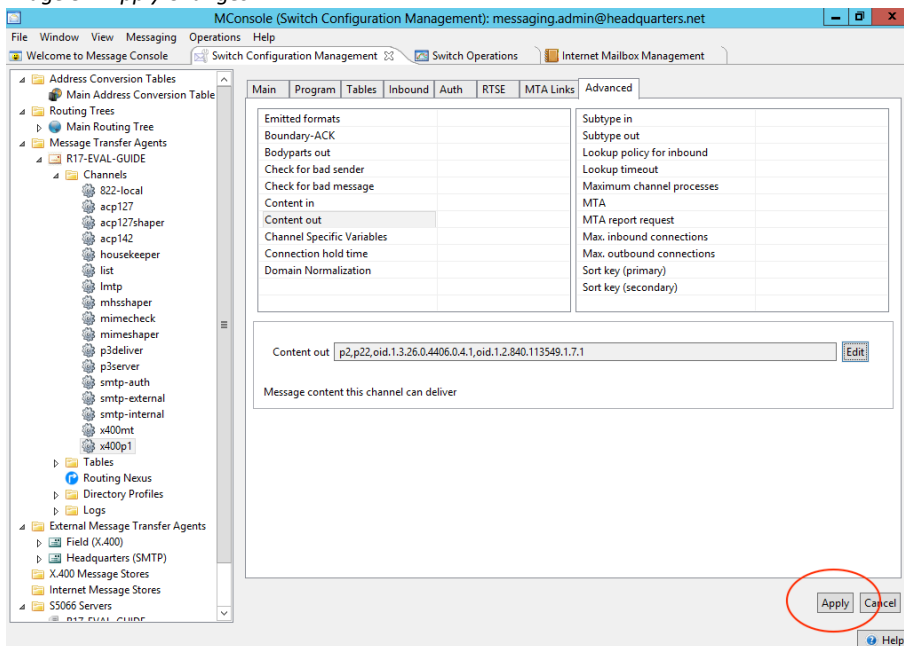 MConsole (Switch Configuration Management): messaging.admin@headquarters.net
File Window View Messaging Operations Help
Welcome to Message Console Switch Configuration Management Switch Operations Internet Mailbox Management
Address Conversion Tables
Main Address Conversion Table
Routing Trees
Main Routing Tree
Message Transfer Agents
R17-EVAL-GUIDE
Channels
822-local
acp127
acp127shaper
acp142
housekeeper
list
lmtp
mhsshaper
mimecheck
mimeshaper
p3deliver
p3server
smtp-auth
smtp-external
smtp-internal
x400mt
x400p1
Tables
Routing Nexus
Directory Profiles
Logs
External Message Transfer Agents
Field (X.400)
Headquarters (SMTP)
X.400 Message Stores
Internet Message Stores
S5066 Servers
Main Program Tables Inbound Auth RTSE MTA Links Advanced
Emitted formats
Boundary-ACK
Bodyparts out
Check for bad sender
Check for bad message
Content in
Content out
Channel Specific Variables
Connection hold time
Domain Normalization
Subtype in
Subtype out
Lookup policy for inbound
Lookup timeout
Maximum channel processes
MTA
MTA report request
Max. inbound connections
Max. outbound connections
Sort key (primary)
Sort key (secondary)
Content out p2,p22,oid.1.3.26.0.4406.0.4.1,oid.1.2.840.113549.1.7.1 Edit
Message content this channel can deliver
Apply Cancel
Help